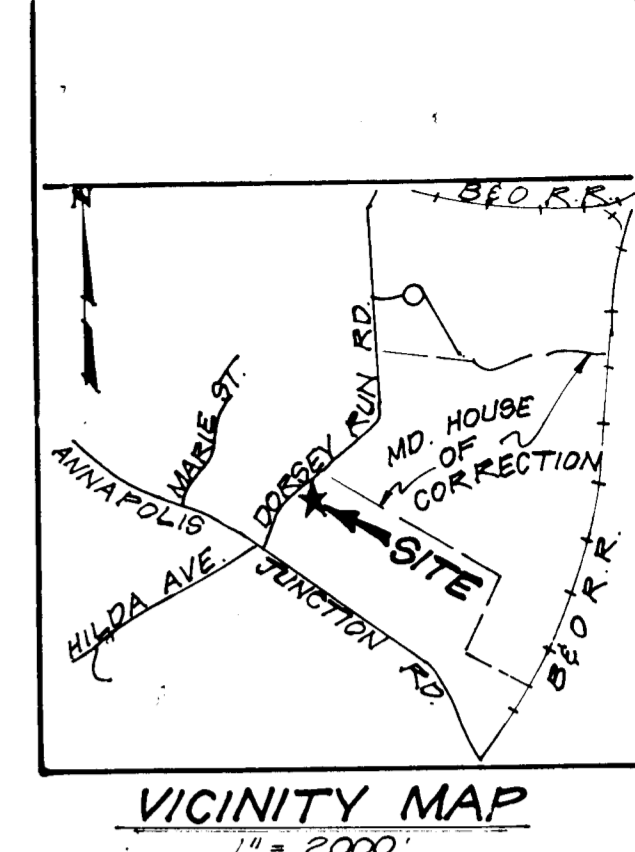 B&O R.R.
N
DORSEY RUN RD.
MARIE ST.
MD. HOUSE
OF
CORRECTION
ANNAPOLIS JUNCTION RD.
SITE
HILDA AVE.
B&O R.R.
VICINITY MAP
1" = 2000'